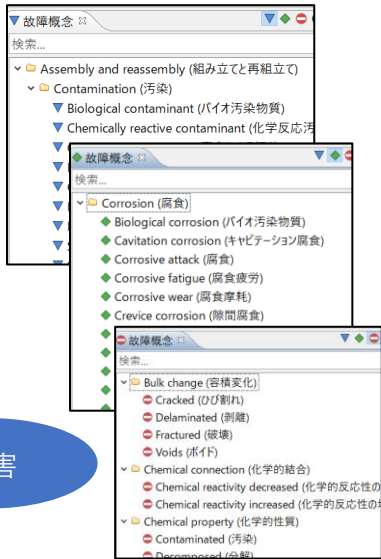 故障概念
検索...
Assembly and reassembly (組み立てと再組立て)
Contamination (汚染)
Biological contaminant (バイオ汚染物質)
Chemically reactive contaminant (化学反応汚
故障概念
検索...
Corrosion (腐食)
Biological corrosion (バイオ汚染物質)
Cavitation corrosion (キャビテーション腐食)
Corrosive attack (腐食)
Corrosive fatigue (腐食疲労)
Corrosive wear (腐食摩耗)
Crevice corrosion (隙間腐食)
故障概念
検索...
Bulk change (容積変化)
Cracked (ひび割れ)
Delaminated (剥離)
Fractured (破壊)
Voids (ボイド)
Chemical connection (化学的結合)
Chemical reactivity decreased (化学的反応性の
Chemical reactivity increased (化学的反応性の増
Chemical property (化学的性質)
Contaminated (汚染)
Decomposed (分解)
害